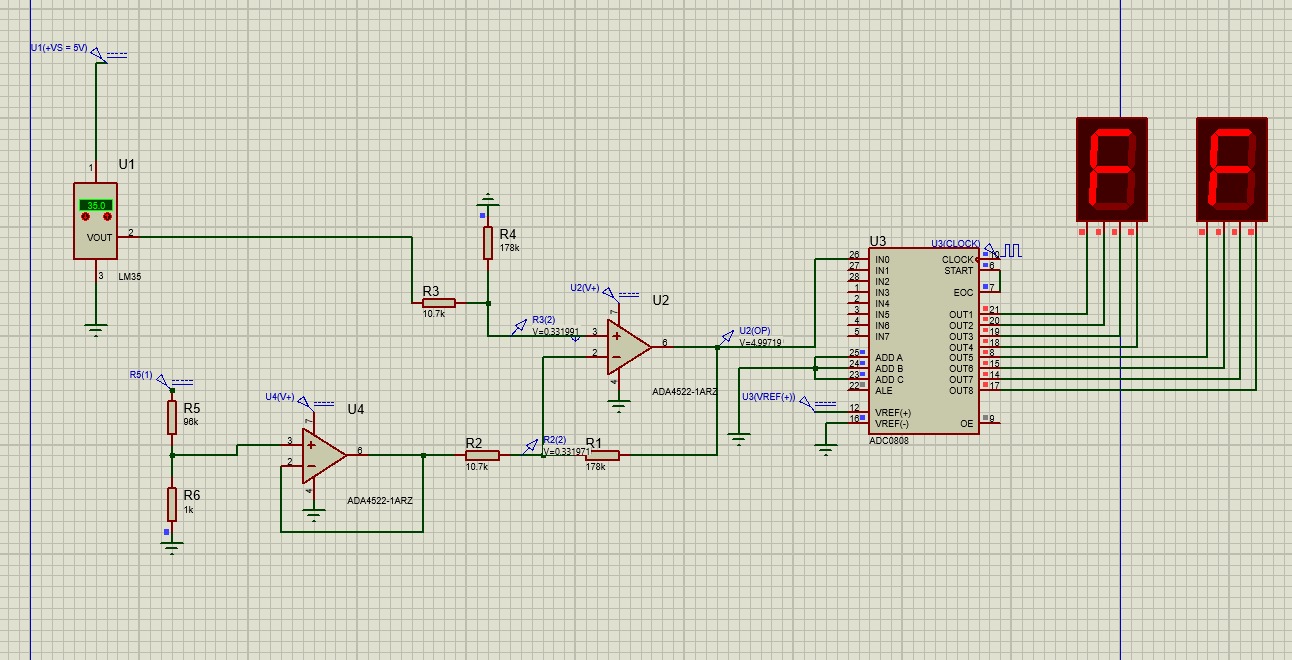 U1(+VS = 5V)
U1
1
35.0
VOUT
2
3
LM35
R4
178k
R3
10.7k
R3(2)
V=0.331991
U2(V+)
U2
7
3
2
6
4
ADA4522-1ARZ
U2(OP)
V=4.99719
R5(1)
R5
96k
R6
1k
U4(V+)
U4
7
3
2
6
4
ADA4522-1ARZ
R2
10.7k
R2(2)
V=0.331971
R1
178k
U3
U3(CLOCK)
26 IN0 CLOCK 10
27 IN1 START 6
28 IN2
1 IN3 EOC 7
2 IN4
3 IN5 OUT1 21
4 IN6 OUT2 20
5 IN7 OUT3 19
OUT4 18
25 ADD A OUT5 8
24 ADD B OUT6 15
23 ADD C OUT7 14
22 ALE OUT8 17
U3(VREF(+))
12 VREF(+)
16 VREF(-) OE 9
ADC0808
F F